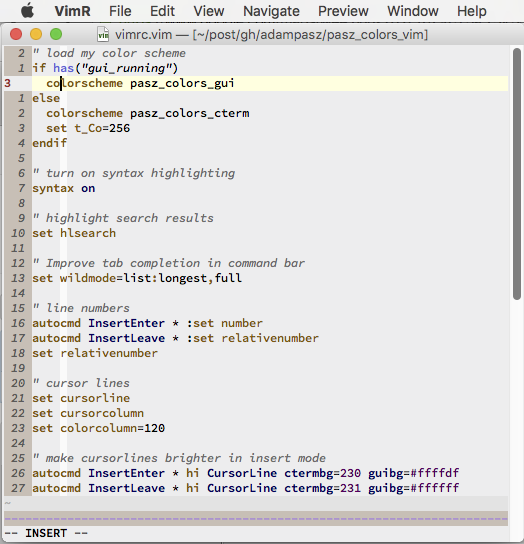 VimR File Edit View Tools Navigate Preview Window Help
vimrc.vim — [~/post/gh/adampasz/pasz_colors_vim]
2 " load my color scheme
1 if has("gui_running")
3 colorscheme pasz_colors_gui
1 else
2 colorscheme pasz_colors_cterm
3 set t_Co=256
4 endif
5
6 " turn on syntax highlighting
7 syntax on
8
9 " highlight search results
10 set hlsearch
11
12 " Improve tab completion in command bar
13 set wildmode=list:longest,full
14
15 " line numbers
16 autocmd InsertEnter * :set number
17 autocmd InsertLeave * :set relativenumber
18 set relativenumber
19
20 " cursor lines
21 set cursorline
22 set cursorcolumn
23 set colorcolumn=120
24
25 " make cursorlines brighter in insert mode
26 autocmd InsertEnter * hi CursorLine ctermbg=230 guibg=#ffffdf
27 autocmd InsertLeave * hi CursorLine ctermbg=231 guibg=#ffffff
-- INSERT --